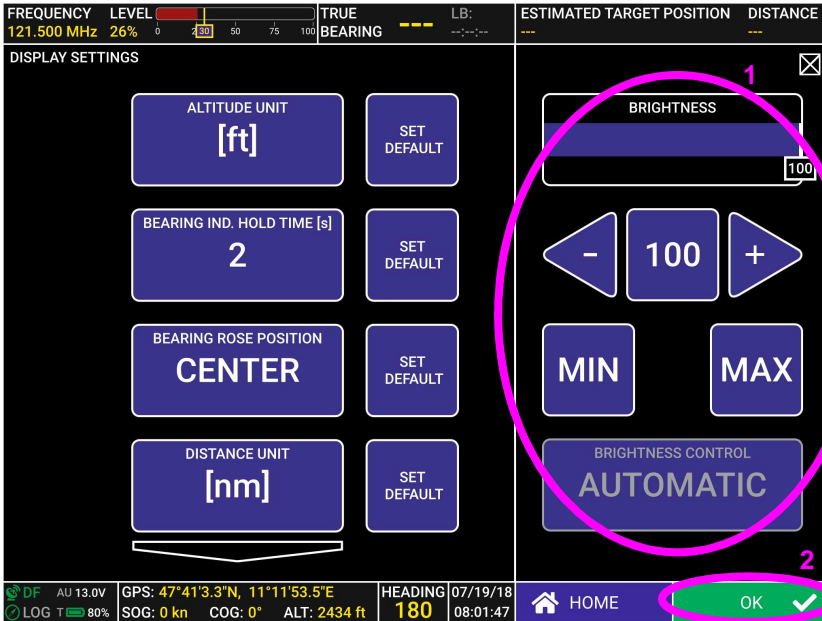 FREQUENCY LEVEL TRUE LB: ESTIMATED TARGET POSITION DISTANCE
121.500 MHz 26% 0 2 30 50 75 100 BEARING --- --:--:-- --- ---
DISPLAY SETTINGS
1
ALTITUDE UNIT
[ft]
SET
DEFAULT
BRIGHTNESS
100
BEARING IND. HOLD TIME [s]
2
SET
DEFAULT
- 100 +
BEARING ROSE POSITION
CENTER
SET
DEFAULT
MIN MAX
DISTANCE UNIT
[nm]
SET
DEFAULT
BRIGHTNESS CONTROL
AUTOMATIC
2
DF AU 13.0V GPS: 47°41'3.3"N, 11°11'53.5"E HEADING 07/19/18 HOME OK
LOG T 80% SOG: 0 kn COG: 0° ALT: 2434 ft 180 08:01:47